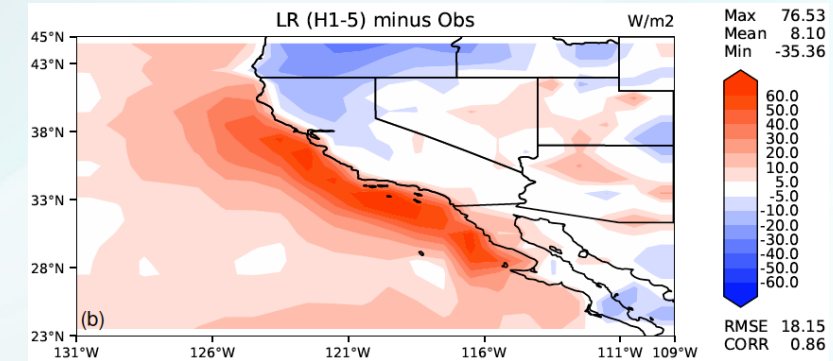 LR (H1-5) minus Obs
W/m2
Max 76.53
Mean 8.10
Min -35.36
45°N
43°N
38°N
33°N
28°N
23°N
(b)
131°W
126°W
121°W
116°W
111°W
109°W
60.0
50.0
40.0
30.0
20.0
10.0
5.0
-5.0
-10.0
-20.0
-30.0
-40.0
-50.0
-60.0
RMSE 18.15
CORR 0.86